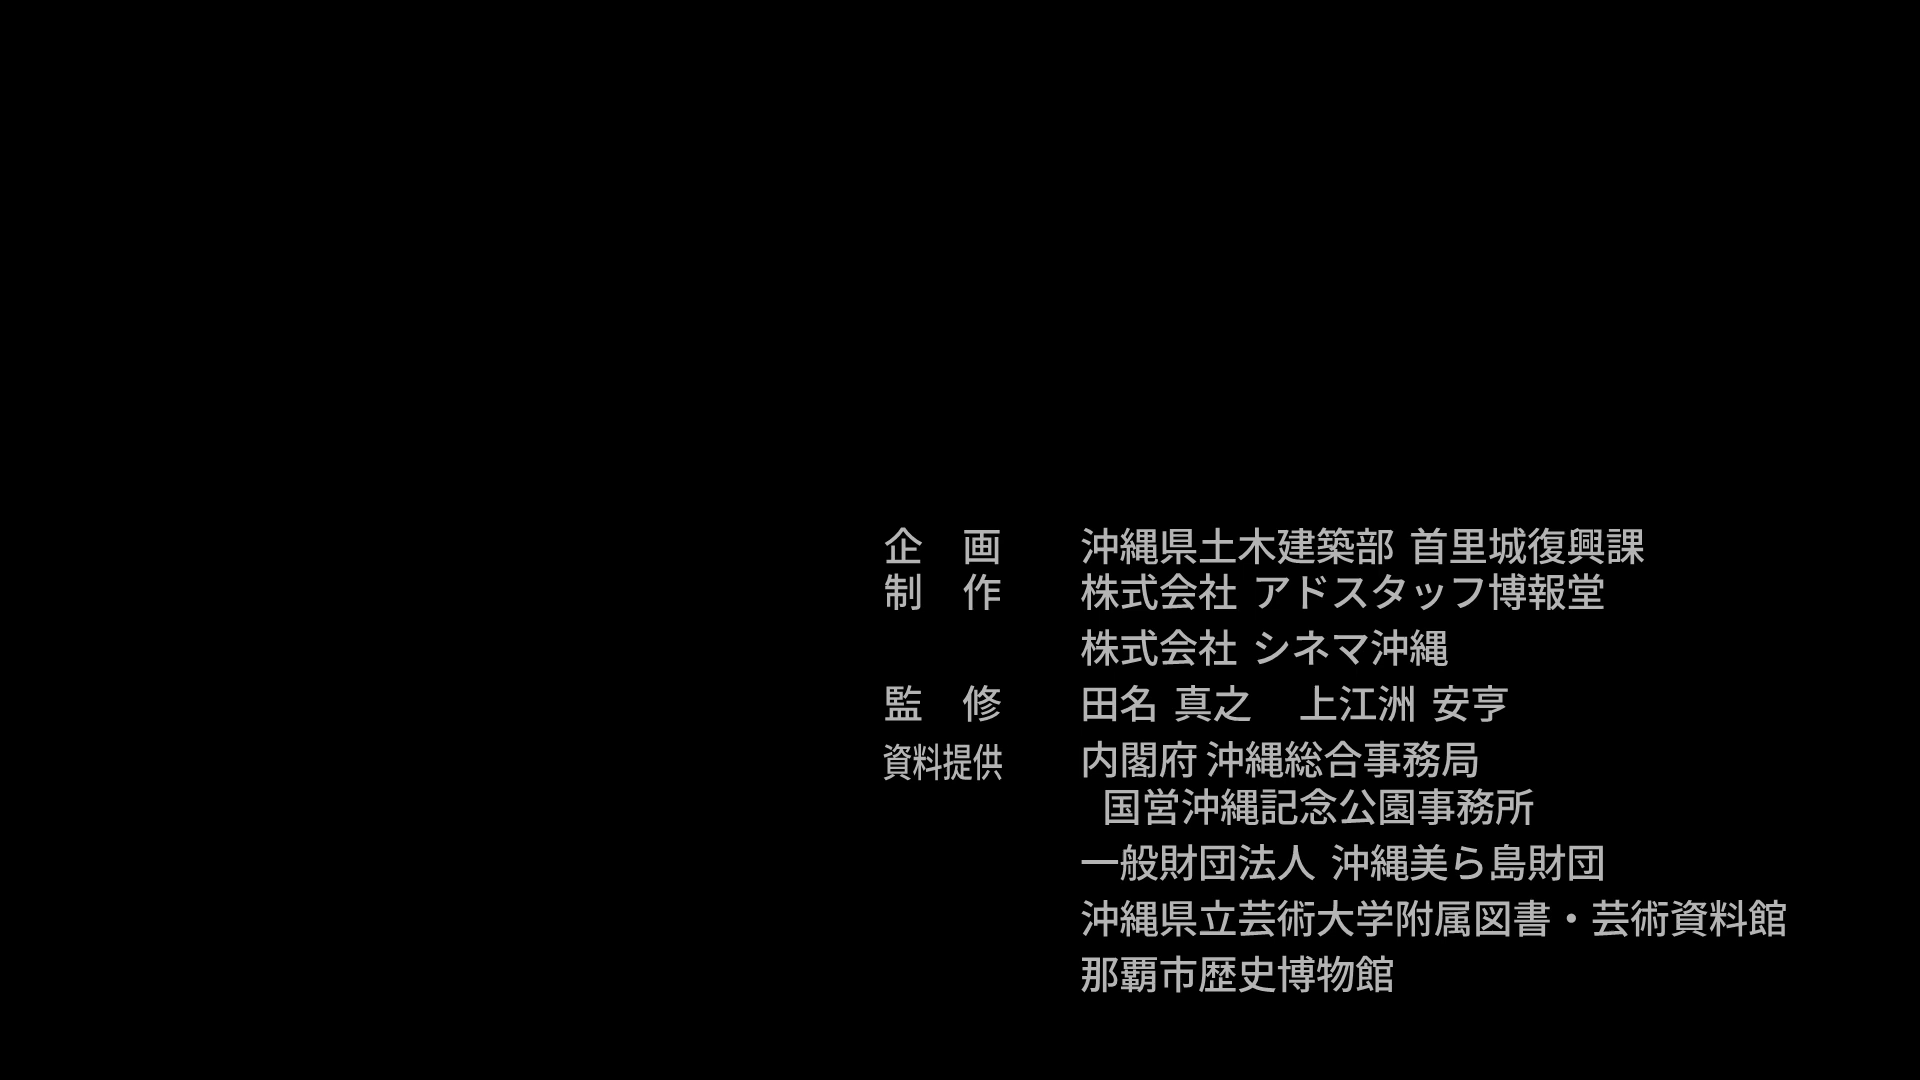 企　画　　沖縄県土木建築部 首里城復興課
制　作　　株式会社 アドスタッフ博報堂
株式会社 シネマ沖縄
監　修　　田名 真之　上江洲 安亨
資料提供　　内閣府 沖縄総合事務局
国営沖縄記念公園事務所
一般財団法人 沖縄美ら島財団
沖縄県立芸術大学附属図書・芸術資料館
那覇市歴史博物館